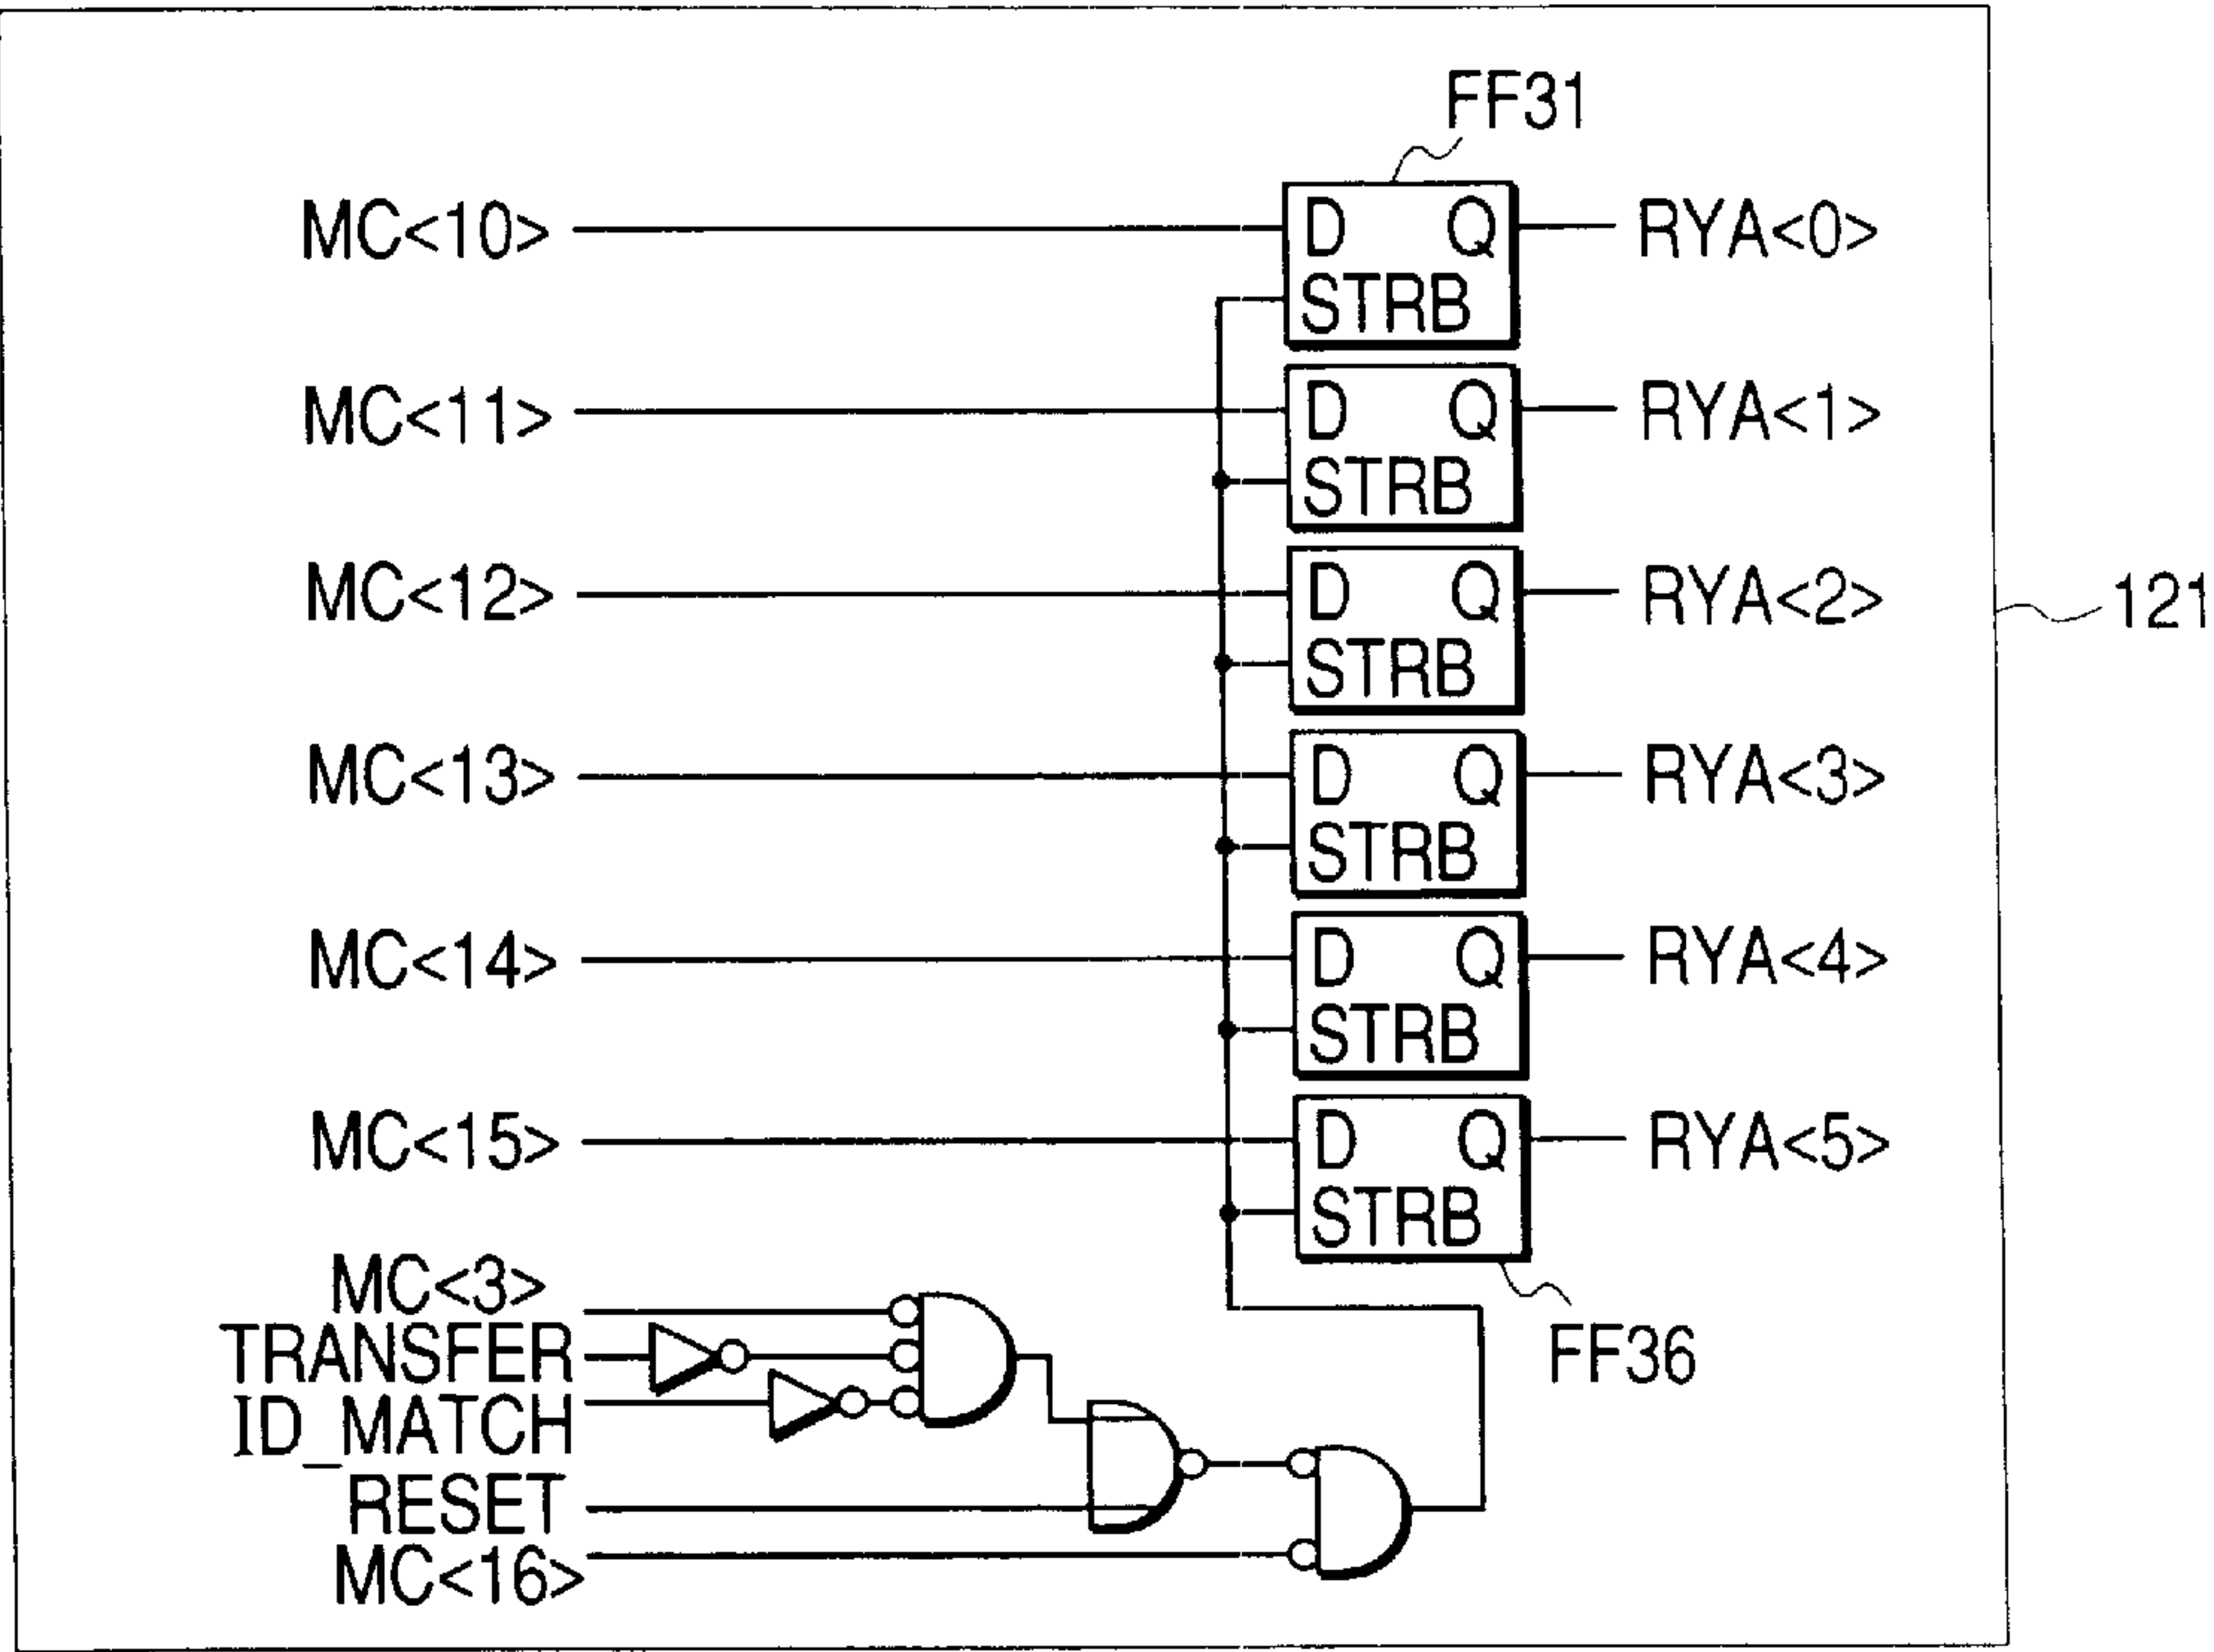 FF31
MC<10> D Q RYA<0>
STRB
MC<11> D Q RYA<1>
STRB
MC<12> D Q RYA<2> 121
STRB
MC<13> D Q RYA<3>
STRB
MC<14> D Q RYA<4>
STRB
MC<15> D Q RYA<5>
STRB
MC<3>
TRANSFER FF36
ID_MATCH
RESET
MC<16>